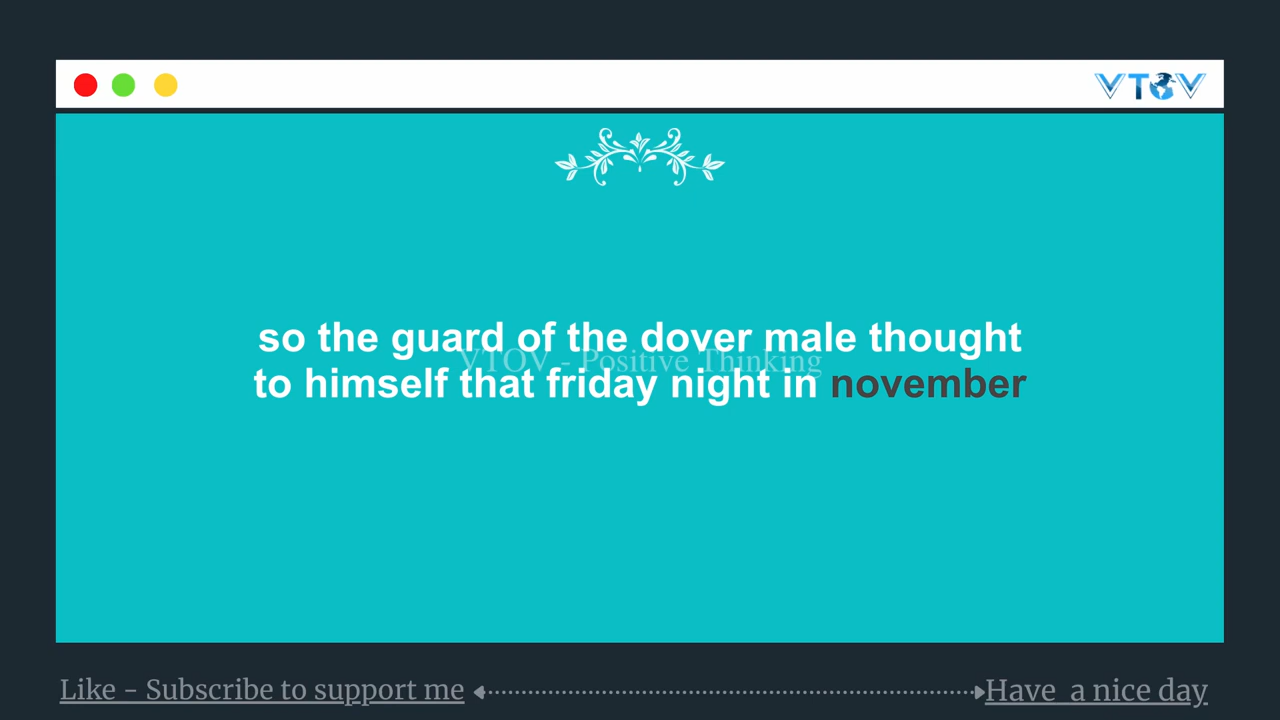 VTOV
so the guard of the dover male thought
VTOV - Positive Thinking
to himself that friday night in november
Like - Subscribe to support me
Have a nice day